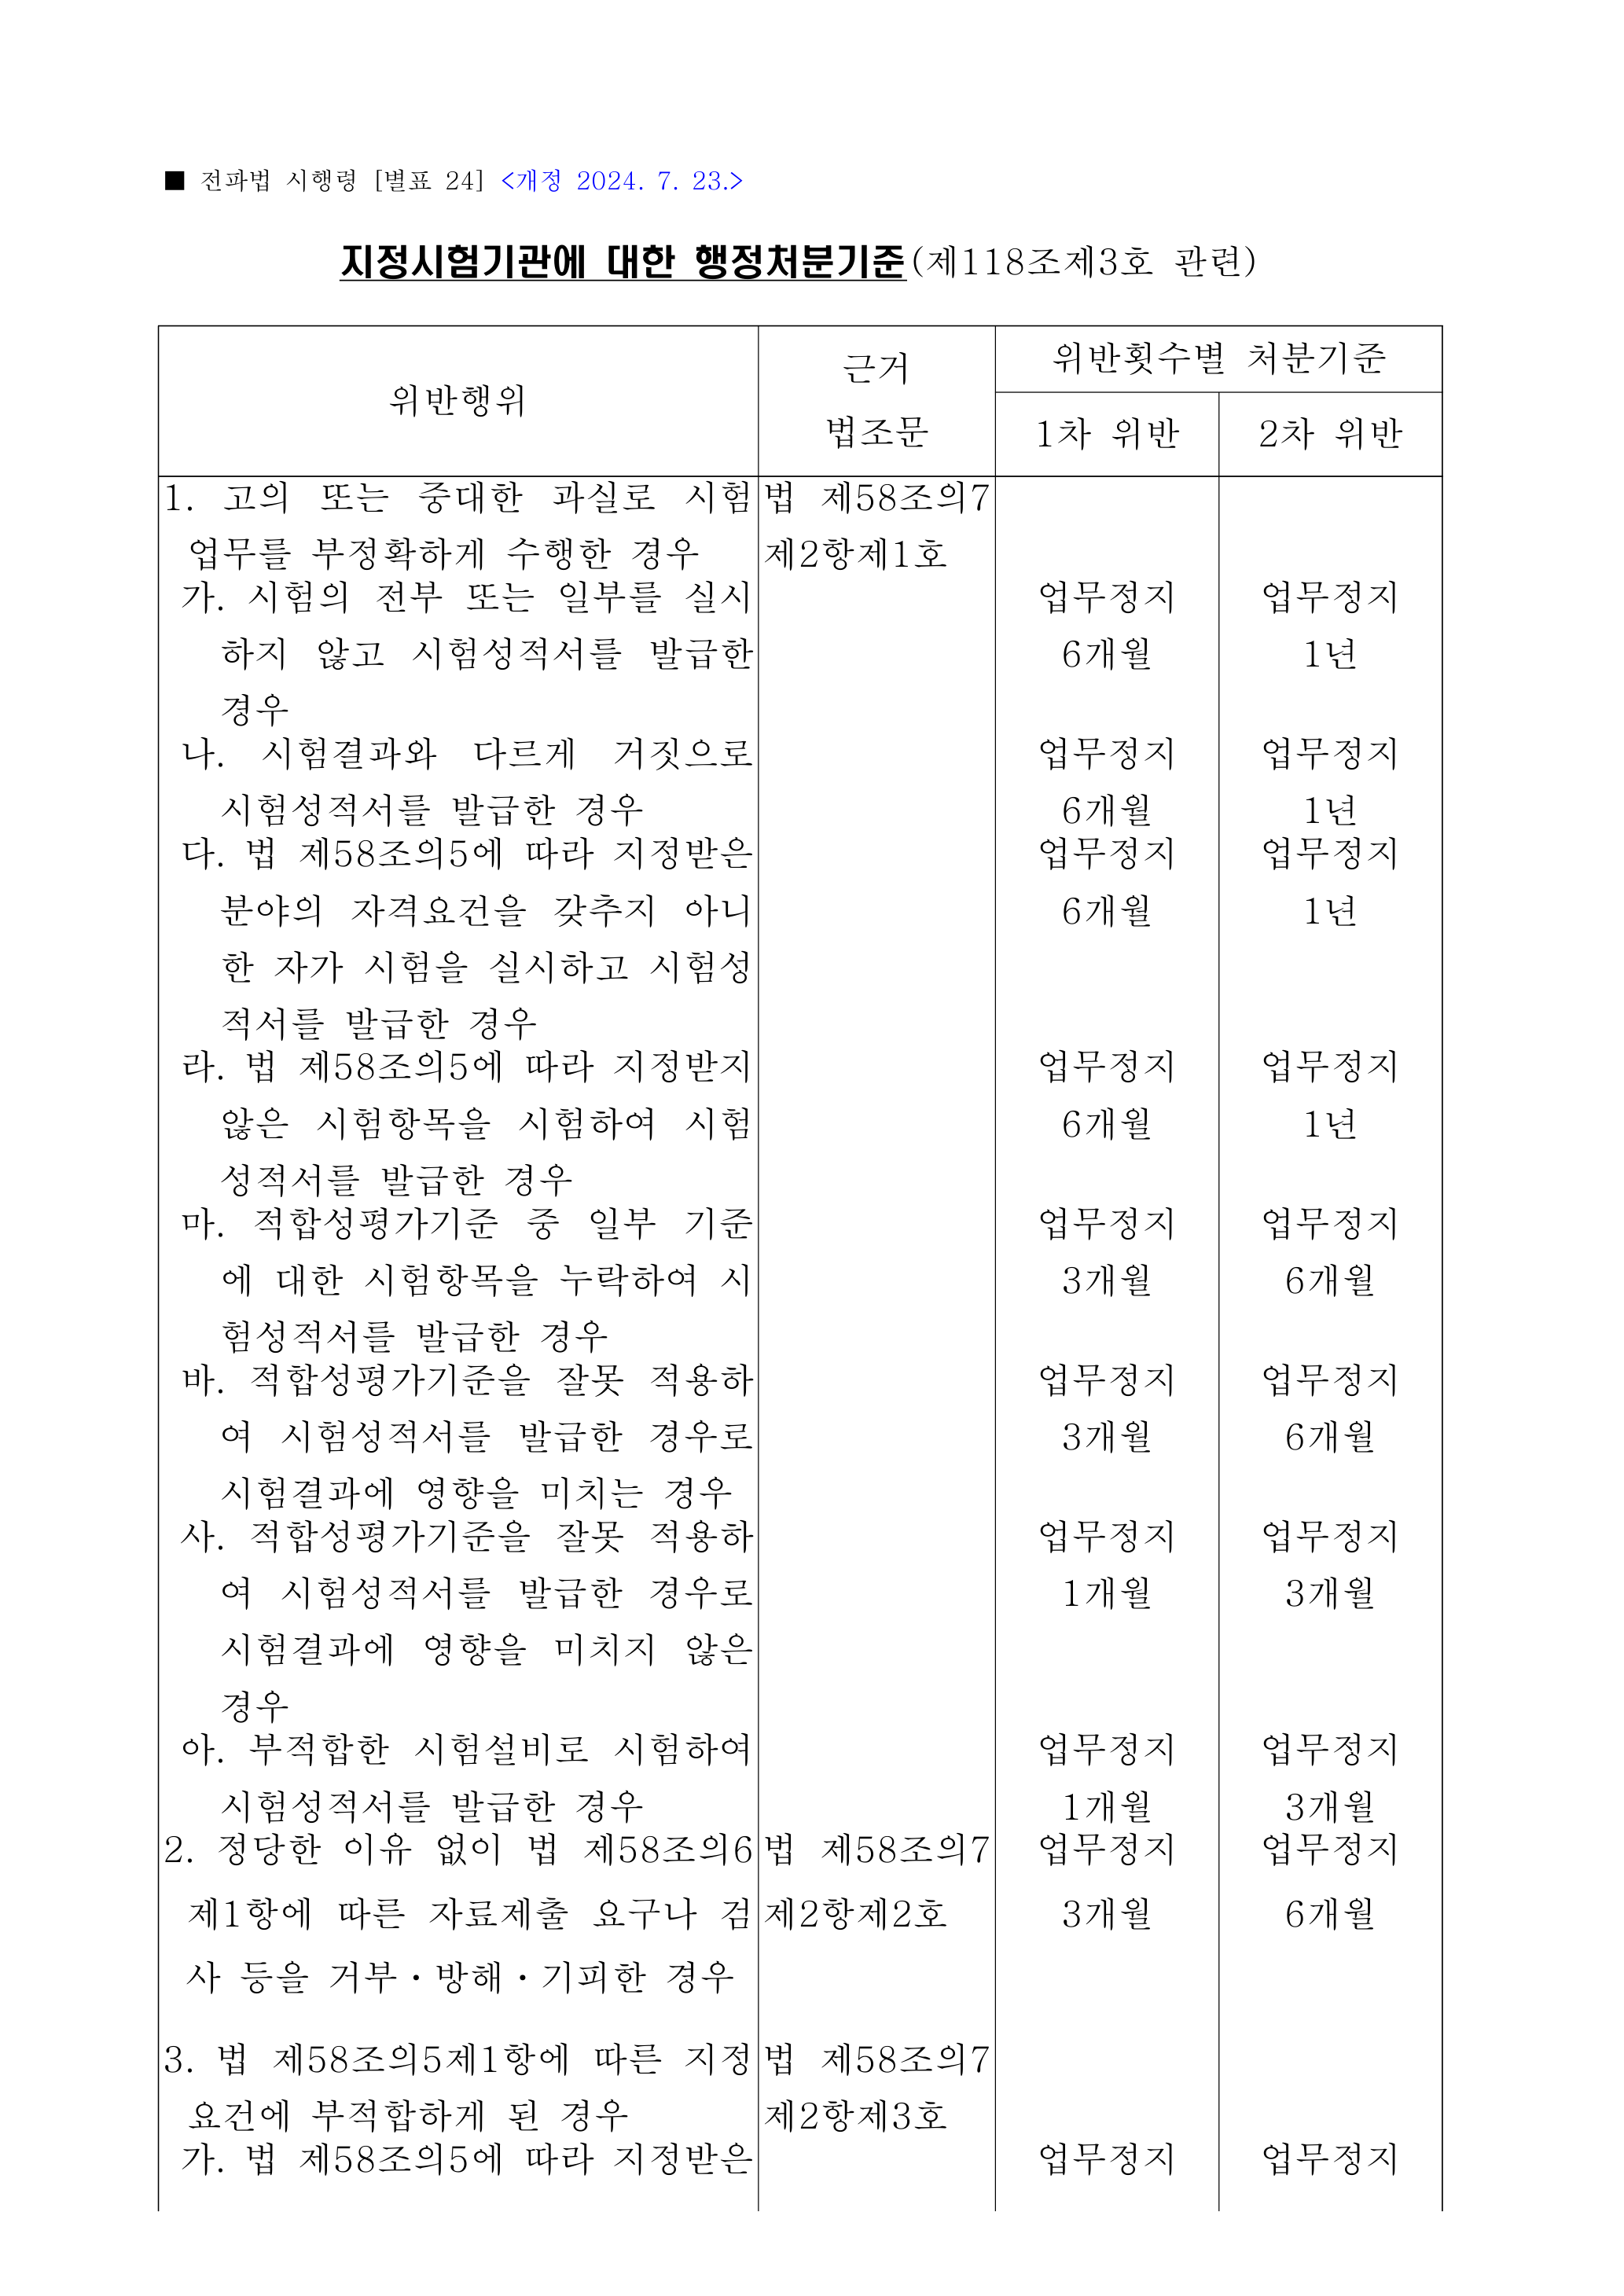 ■ 전파법 시행령 [별표 24] <개정 2024. 7. 23.>
지정시험기관에 대한 행정처분기준(제118조제3호 관련)
위반행위
근거
법조문
위반횟수별 처분기준
1차 위반
2차 위반
1. 고의 또는 중대한 과실로 시험
업무를 부정확하게 수행한 경우
법 제58조의7
제2항제1호
가. 시험의 전부 또는 일부를 실시
하지 않고 시험성적서를 발급한
경우
업무정지
6개월
업무정지
1년
나. 시험결과와 다르게 거짓으로
시험성적서를 발급한 경우
업무정지
6개월
업무정지
1년
다. 법 제58조의5에 따라 지정받은
분야의 자격요건을 갖추지 아니
한 자가 시험을 실시하고 시험성
적서를 발급한 경우
업무정지
6개월
업무정지
1년
라. 법 제58조의5에 따라 지정받지
않은 시험항목을 시험하여 시험
성적서를 발급한 경우
업무정지
6개월
업무정지
1년
마. 적합성평가기준 중 일부 기준
에 대한 시험항목을 누락하여 시
험성적서를 발급한 경우
업무정지
3개월
업무정지
6개월
바. 적합성평가기준을 잘못 적용하
여 시험성적서를 발급한 경우로
시험결과에 영향을 미치는 경우
업무정지
3개월
업무정지
6개월
사. 적합성평가기준을 잘못 적용하
여 시험성적서를 발급한 경우로
시험결과에 영향을 미치지 않은
경우
업무정지
1개월
업무정지
3개월
아. 부적합한 시험설비로 시험하여
시험성적서를 발급한 경우
업무정지
1개월
업무정지
3개월
2. 정당한 이유 없이 법 제58조의6
제1항에 따른 자료제출 요구나 검
사 등을 거부·방해·기피한 경우
법 제58조의7
제2항제2호
업무정지
3개월
업무정지
6개월
3. 법 제58조의5제1항에 따른 지정
요건에 부적합하게 된 경우
법 제58조의7
제2항제3호
가. 법 제58조의5에 따라 지정받은
업무정지
업무정지